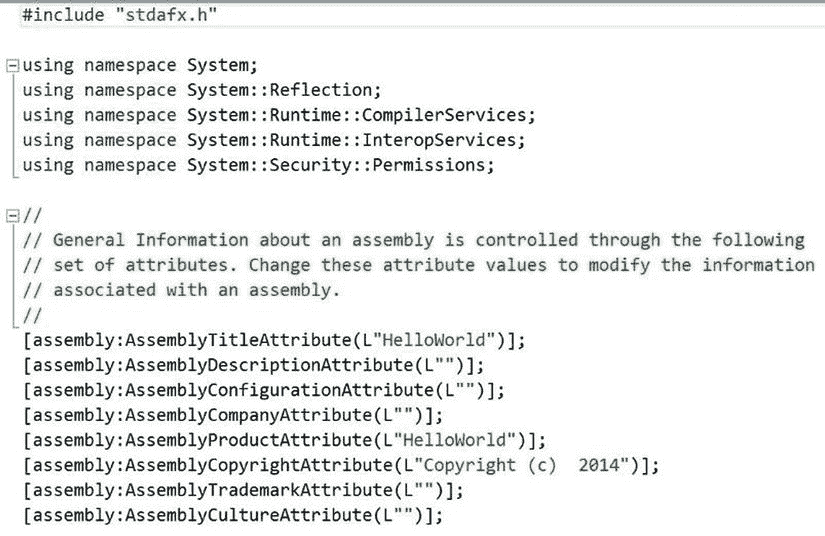 #include "stdafx.h"
using namespace System;
using namespace System::Reflection;
using namespace System::Runtime::CompilerServices;
using namespace System::Runtime::InteropServices;
using namespace System::Security::Permissions;
//
// General Information about an assembly is controlled through the following
// set of attributes. Change these attribute values to modify the information
// associated with an assembly.
//
[assembly:AssemblyTitleAttribute(L"HelloWorld")];
[assembly:AssemblyDescriptionAttribute(L"")];
[assembly:AssemblyConfigurationAttribute(L"")];
[assembly:AssemblyCompanyAttribute(L"")];
[assembly:AssemblyProductAttribute(L"HelloWorld")];
[assembly:AssemblyCopyrightAttribute(L"Copyright (c)  2014")];
[assembly:AssemblyTrademarkAttribute(L"")];
[assembly:AssemblyCultureAttribute(L"")];